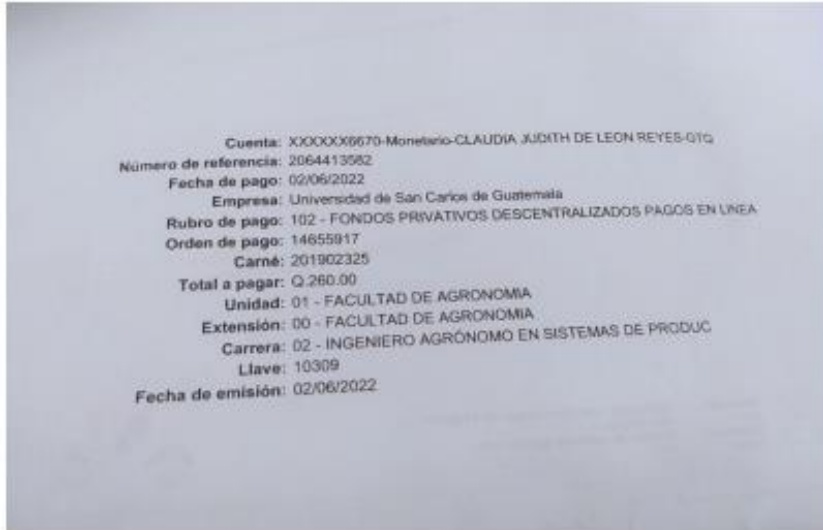 Cuenta: XXXXXX6670-Monetario-CLAUDIA JUDITH DE LEON REYES-GTQ
Número de referencia: 2064413582
Fecha de pago: 02/06/2022
Empresa: Universidad de San Carlos de Guatemala
Rubro de pago: 102 - FONDOS PRIVATIVOS DESCENTRALIZADOS PAGOS EN LINEA
Orden de pago: 14655917
Carné: 201902325
Total a pagar: Q.260.00
Unidad: 01 - FACULTAD DE AGRONOMIA
Extensión: 00 - FACULTAD DE AGRONOMIA
Carrera: 02 - INGENIERO AGRÓNOMO EN SISTEMAS DE PRODUC
Llave: 10309
Fecha de emisión: 02/06/2022